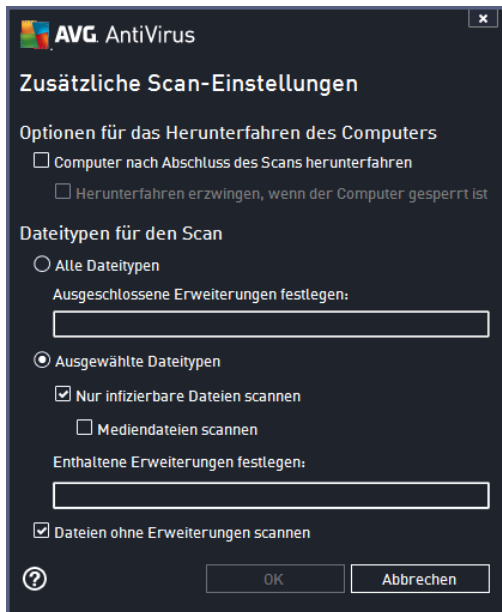 AVG. AntiVirus
Zusätzliche Scan-Einstellungen
Optionen für das Herunterfahren des Computers
Computer nach Abschluss des Scans herunterfahren
Herunterfahren erzwingen, wenn der Computer gesperrt ist
Dateitypen für den Scan
Alle Dateitypen
Ausgeschlossene Erweiterungen festlegen:
Ausgewählte Dateitypen
Nur infizierbare Dateien scannen
Mediendateien scannen
Enthaltene Erweiterungen festlegen:
Dateien ohne Erweiterungen scannen
OK
Abbrechen